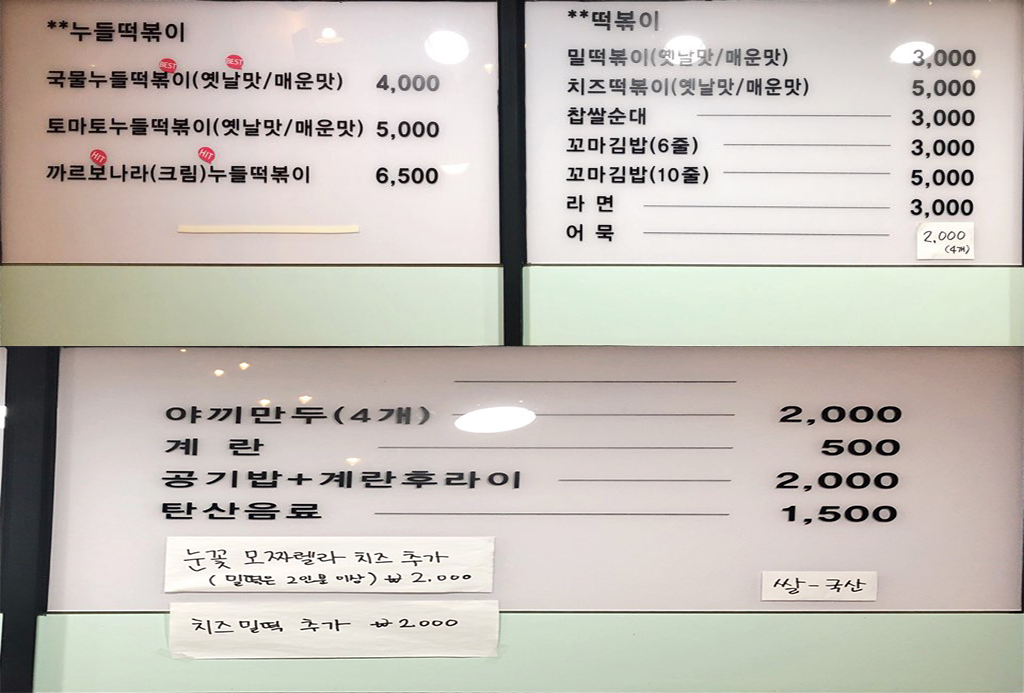 **누들떡볶이
BEST BEST
국물누들떡볶이(옛날맛/매운맛) 4,000
토마토누들떡볶이(옛날맛/매운맛) 5,000
HIT HIT
까르보나라(크림)누들떡볶이 6,500
**떡볶이
밀떡볶이(옛날맛/매운맛) 3,000
치즈떡볶이(옛날맛/매운맛) 5,000
찹쌀순대 3,000
꼬마김밥(6줄) 3,000
꼬마김밥(10줄) 5,000
라 면 3,000
어 묵 2,000
(4개)
야끼만두(4개) 2,000
계 란 500
공기밥+계란후라이 2,000
탄산음료 1,500
눈꽃 모짜렐라 치즈 추가
(밀떡은 2인분 이상) ₩2.000
쌀-국산
치즈밀떡 추가 ₩2000